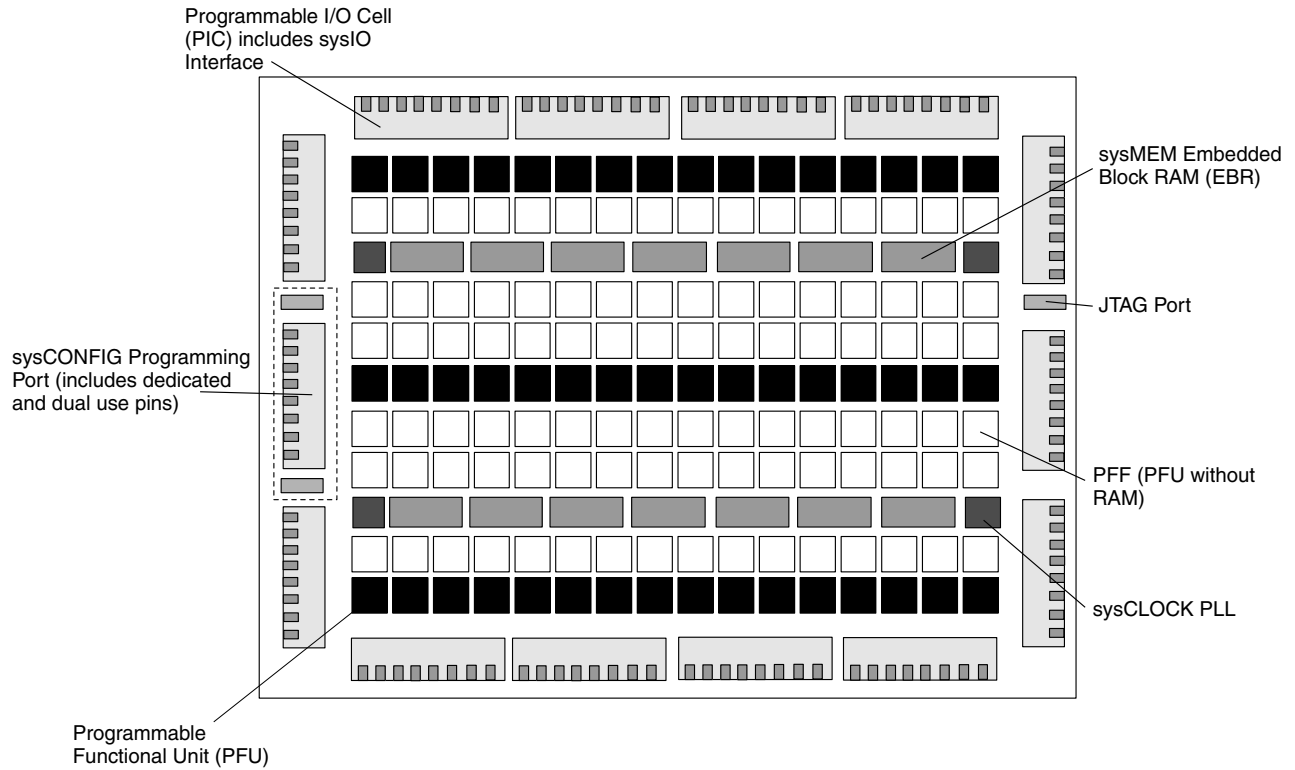 Programmable I/O Cell
(PIC) includes sysIO
Interface
sysMEM Embedded
Block RAM (EBR)
JTAG Port
sysCONFIG Programming
Port (includes dedicated
and dual use pins)
PFF (PFU without
RAM)
sysCLOCK PLL
Programmable
Functional Unit (PFU)